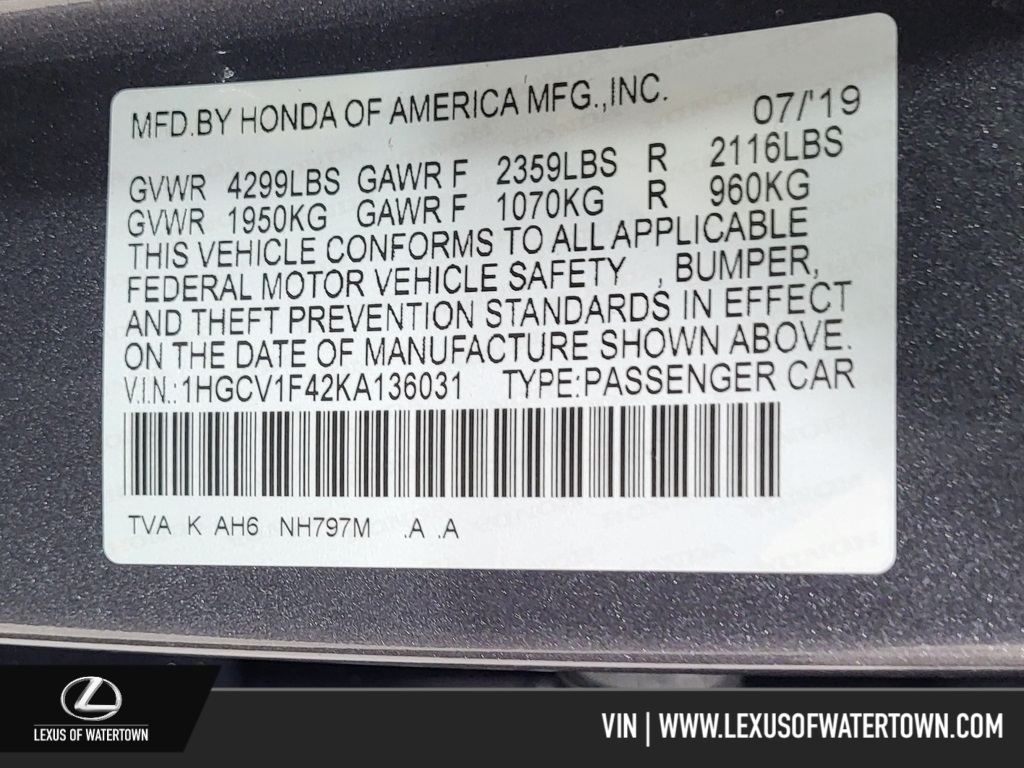 MFD.BY HONDA OF AMERICA MFG.,INC. 07/'19
GVWR 4299LBS GAWR F 2359LBS R 2116LBS
GVWR 1950KG GAWR F 1070KG R 960KG
THIS VEHICLE CONFORMS TO ALL APPLICABLE
FEDERAL MOTOR VEHICLE SAFETY , BUMPER,
AND THEFT PREVENTION STANDARDS IN EFFECT
ON THE DATE OF MANUFACTURE SHOWN ABOVE.
V.I.N.:1HGCV1F42KA136031 TYPE:PASSENGER CAR
TVA K AH6 NH797M .A .A
LEXUS OF WATERTOWN
VIN | WWW.LEXUSOFWATERTOWN.COM